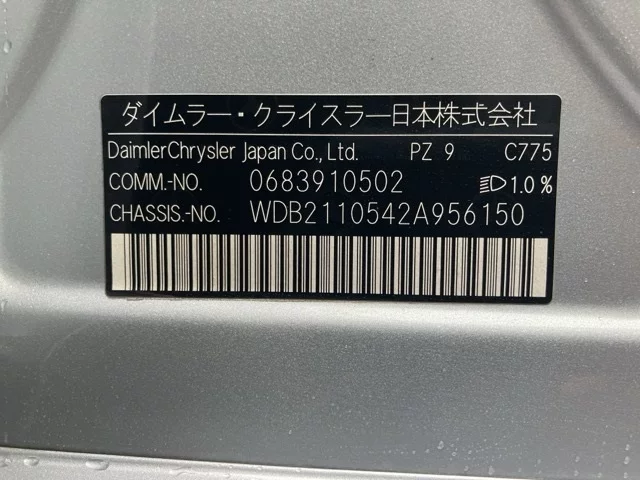 ダイムラー・クライスラー日本株式会社
DaimlerChrysler Japan Co., Ltd. PZ 9 C775
COMM.-NO. 0683910502 1.0%
CHASSIS.-NO. WDB2110542A956150